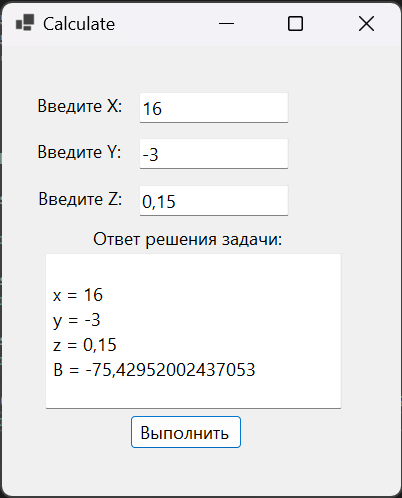 Calculate
Введите X: 16
Введите Y: -3
Введите Z: 0,15
Ответ решения задачи:
x = 16
y = -3
z = 0,15
B = -75,42952002437053
Выполнить